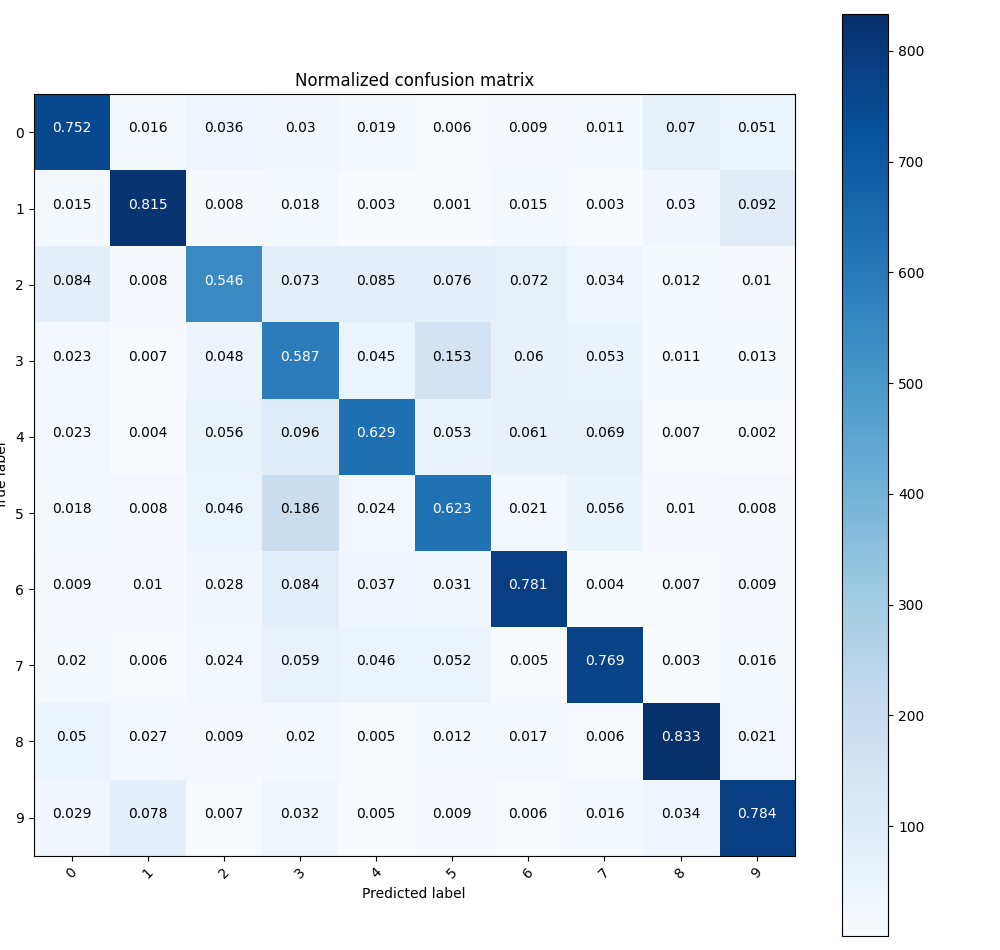 Normalized confusion matrix
0 0.752 0.016 0.036 0.03 0.019 0.006 0.009 0.011 0.07 0.051
1 0.015 0.815 0.008 0.018 0.003 0.001 0.015 0.003 0.03 0.092
2 0.084 0.008 0.546 0.073 0.085 0.076 0.072 0.034 0.012 0.01
3 0.023 0.007 0.048 0.587 0.045 0.153 0.06 0.053 0.011 0.013
4 0.023 0.004 0.056 0.096 0.629 0.053 0.061 0.069 0.007 0.002
5 0.018 0.008 0.046 0.186 0.024 0.623 0.021 0.056 0.01 0.008
6 0.009 0.01 0.028 0.084 0.037 0.031 0.781 0.004 0.007 0.009
7 0.02 0.006 0.024 0.059 0.046 0.052 0.005 0.769 0.003 0.016
8 0.05 0.027 0.009 0.02 0.005 0.012 0.017 0.006 0.833 0.021
9 0.029 0.078 0.007 0.032 0.005 0.009 0.006 0.016 0.034 0.784
0 1 2 3 4 5 6 7 8 9
Predicted label
label
800
700
600
500
400
300
200
100